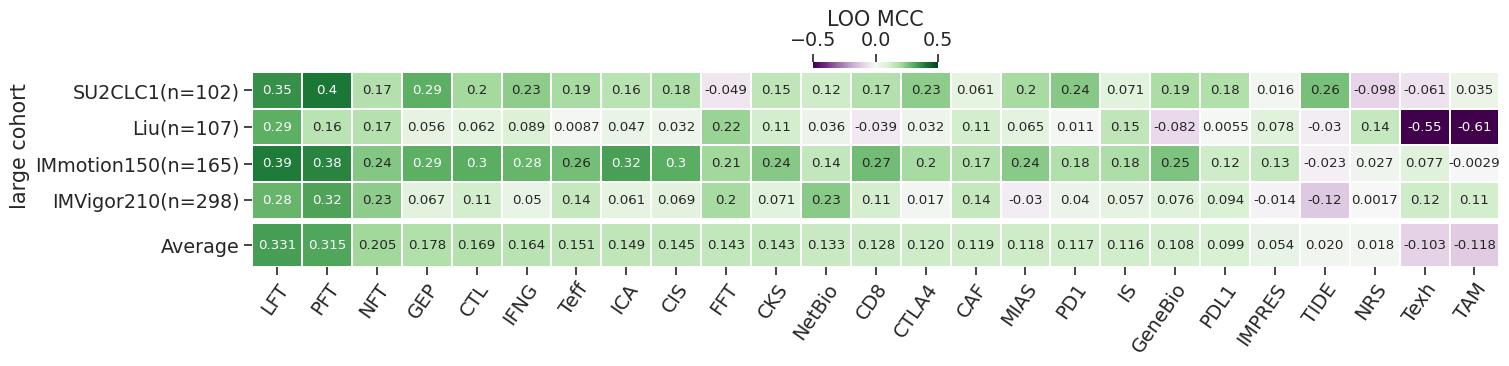 LOO MCC
−0.5 0.0 0.5
large cohort
SU2CLC1(n=102) 0.35 0.4 0.17 0.29 0.2 0.23 0.19 0.16 0.18 -0.049 0.15 0.12 0.17 0.23 0.061 0.2 0.24 0.071 0.19 0.18 0.016 0.26 -0.098 -0.061 0.035
Liu(n=107) 0.29 0.16 0.17 0.056 0.062 0.089 0.0087 0.047 0.032 0.22 0.11 0.036 -0.039 0.032 0.11 0.065 0.011 0.15 -0.082 0.0055 0.078 -0.03 0.14 -0.55 -0.61
IMmotion150(n=165) 0.39 0.38 0.24 0.29 0.3 0.28 0.26 0.32 0.3 0.21 0.24 0.14 0.27 0.2 0.17 0.24 0.18 0.18 0.25 0.12 0.13 -0.023 0.027 0.077 -0.0029
IMVigor210(n=298) 0.28 0.32 0.23 0.067 0.11 0.05 0.14 0.061 0.069 0.2 0.071 0.23 0.11 0.017 0.14 -0.03 0.04 0.057 0.076 0.094 -0.014 -0.12 0.0017 0.12 0.11
Average 0.331 0.315 0.205 0.178 0.169 0.164 0.151 0.149 0.145 0.143 0.143 0.133 0.128 0.120 0.119 0.118 0.117 0.116 0.108 0.099 0.054 0.020 0.018 -0.103 -0.118
LFT PFT NFT GEP CTL IFNG Teff ICA CIS FFT CKS NetBio CD8 CTLA4 CAF MIAS PD1 IS GeneBio PDL1 IMPRES TIDE NRS Texh TAM